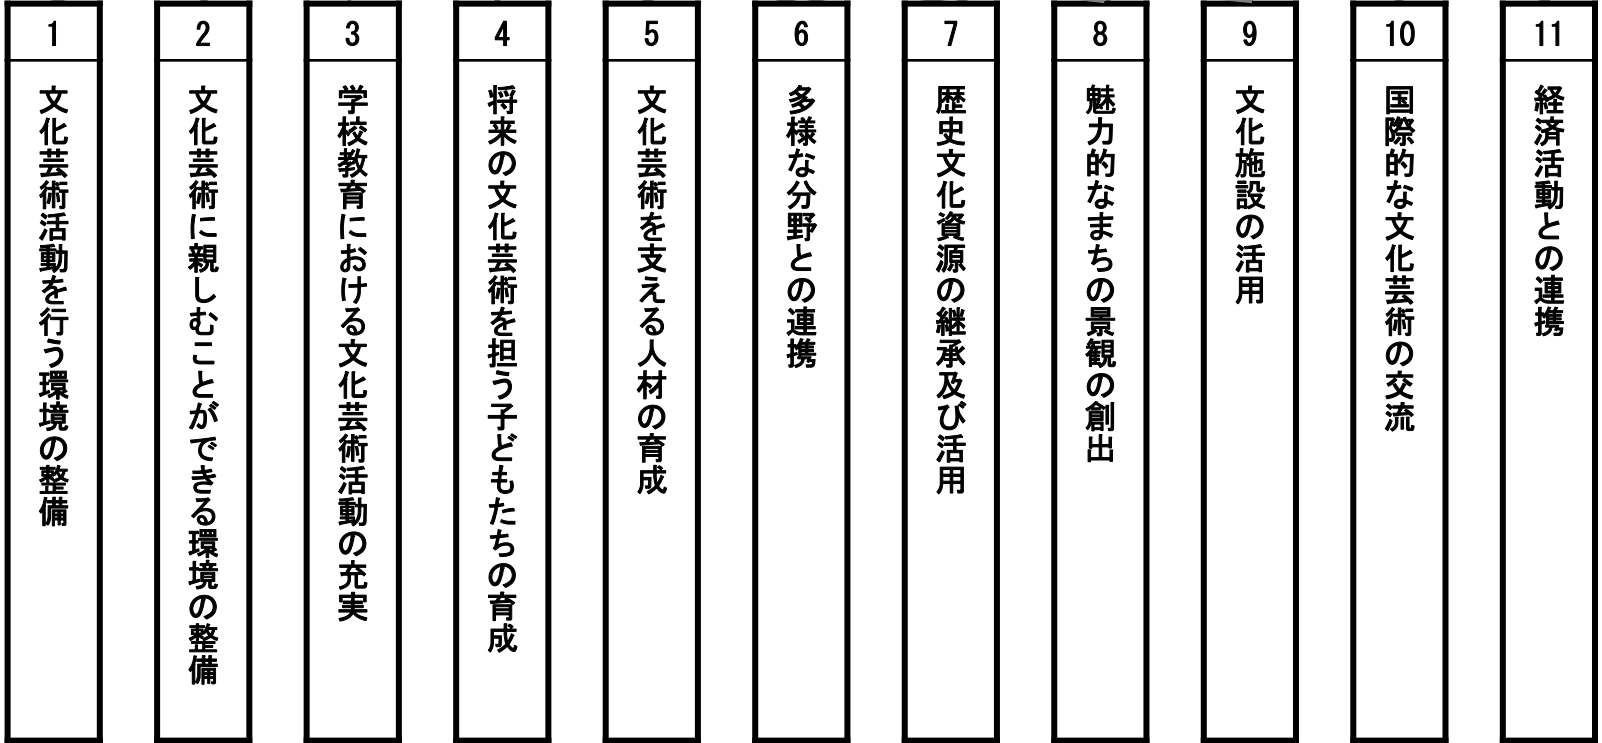 1
文化芸術活動を行う環境の整備
2
文化芸術に親しむことができる環境の整備
3
学校教育における文化芸術活動の充実
4
将来の文化芸術を担う子どもたちの育成
5
文化芸術を支える人材の育成
6
多様な分野との連携
7
歴史文化資源の継承及び活用
8
魅力的なまちの景観の創出
9
文化施設の活用
10
国際的な文化芸術の交流
11
経済活動との連携